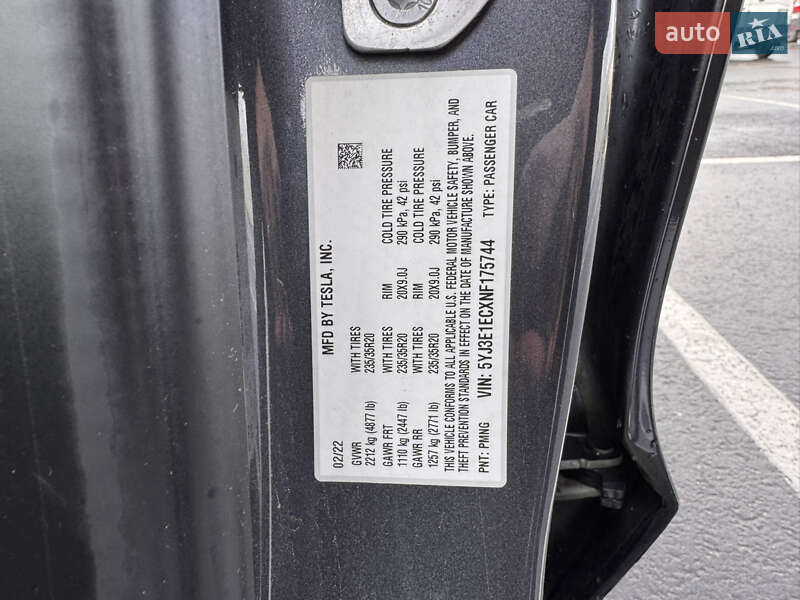 MFD BY TESLA, INC.
02/22
GVWR WITH TIRES
2212 kg (4877 lb) 235/35R20
GAWR FRT WITH TIRES RIM COLD TIRE PRESSURE
1110 kg (2447 lb) 235/35R20 20X9.0J 290 kPa, 42 psi
GAWR RR WITH TIRES RIM COLD TIRE PRESSURE
1257 kg (2771 lb) 235/35R20 20X9.0J 290 kPa, 42 psi
THIS VEHICLE CONFORMS TO ALL APPLICABLE U.S. FEDERAL MOTOR VEHICLE SAFETY, BUMPER, AND
THEFT PREVENTION STANDARDS IN EFFECT ON THE DATE OF MANUFACTURE SHOWN ABOVE.
PNT: PMNG VIN: 5YJ3E1ECXNF175744 TYPE: PASSENGER CAR
auto RIA
.com